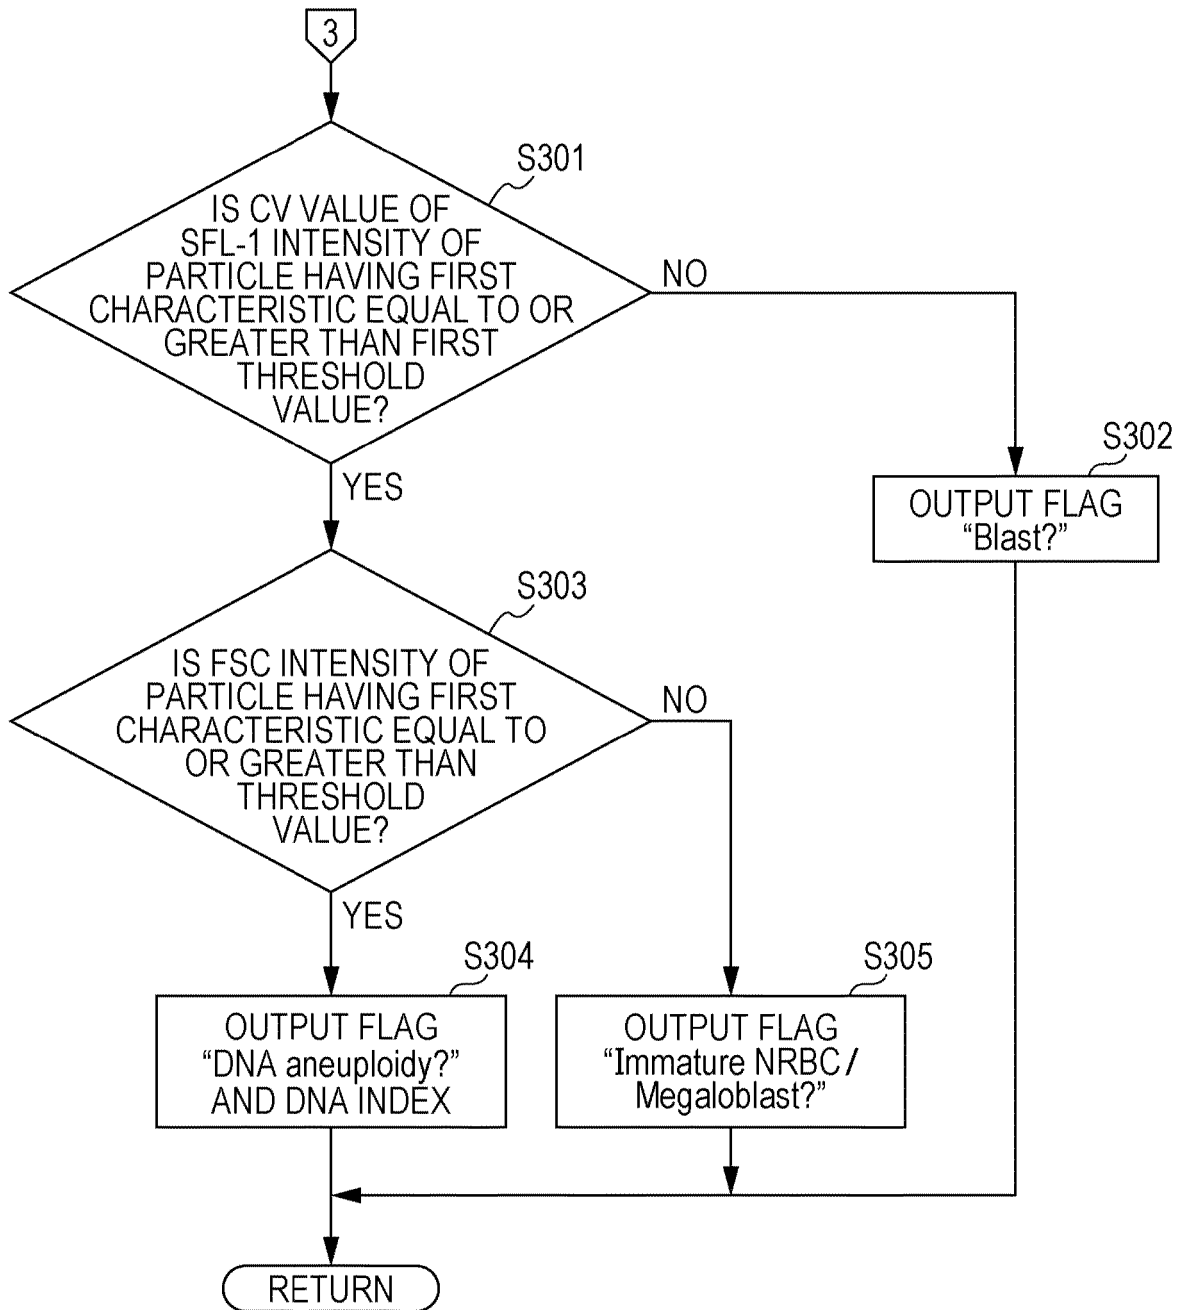 3
S301
IS CV VALUE OF
SFL-1 INTENSITY OF
PARTICLE HAVING FIRST
CHARACTERISTIC EQUAL TO OR
GREATER THAN FIRST
THRESHOLD
VALUE?
NO
YES
S302
OUTPUT FLAG
“Blast?”
S303
IS FSC INTENSITY OF
PARTICLE HAVING FIRST
CHARACTERISTIC EQUAL TO
OR GREATER THAN
THRESHOLD
VALUE?
NO
YES
S304
OUTPUT FLAG
“DNA aneuploidy?”
AND DNA INDEX
S305
OUTPUT FLAG
“Immature NRBC /
Megaloblast?”
RETURN